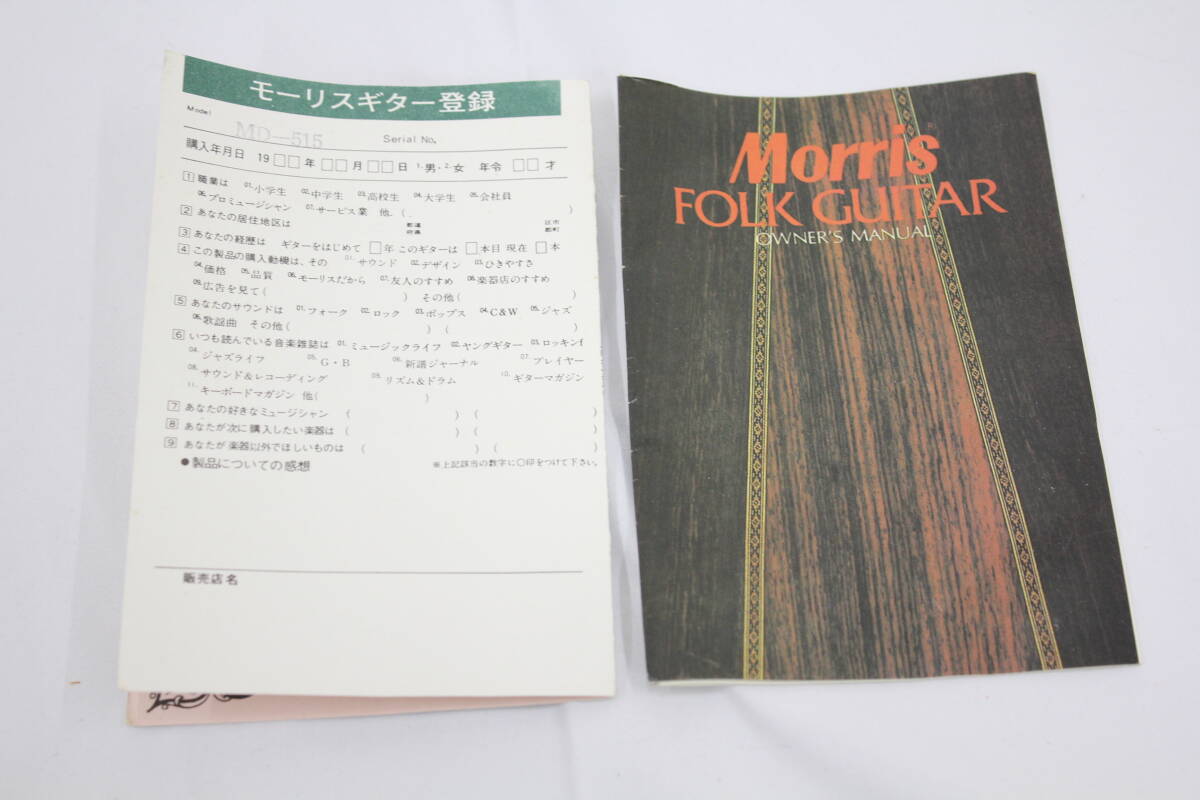 モーリスギター登録
Model MD-515 Serial No.
購入年月日 19□□年□□月□□日 1.男・2.女 年令□□才
1 職業は 01.小学生 02.中学生 03.高校生 04.大学生 05.会社員
06.プロミュージシャン 07.サービス業 他.( )
2 あなたの居住地区は 都道府県 区市郡町
3 あなたの経歴は ギターをはじめて□年 このギターは□本目 現在□本
4 この製品の購入動機は、その 01.サウンド 02.デザイン 03.ひきやすさ
04.価格 05.品質 06.モーリスだから 07.友人のすすめ 08.楽器店のすすめ
09.広告を見て( ) その他( )
5 あなたのサウンドは 01.フォーク 02.ロック 03.ポップス 04.C&W 05.ジャズ
06.歌謡曲 その他( ) ( )
6 いつも読んでいる音楽雑誌は 01.ミュージックライフ 02.ヤングギター 03.ロッキンf
04.ジャズライフ 05.G・B 06.新譜ジャーナル 07.プレイヤー
08.サウンド&レコーディング 09.リズム&ドラム 10.ギターマガジン
11.キーボードマガジン 他( )
7 あなたの好きなミュージシャン ( ) ( )
8 あなたが次に購入したい楽器は ( ) ( )
9 あなたが楽器以外でほしいものは ( ) ( )
●製品についての感想 ※上記該当の数字に○印をつけて下さい。
販売店名
Morris®
FOLK GUITAR
OWNER'S MANUAL